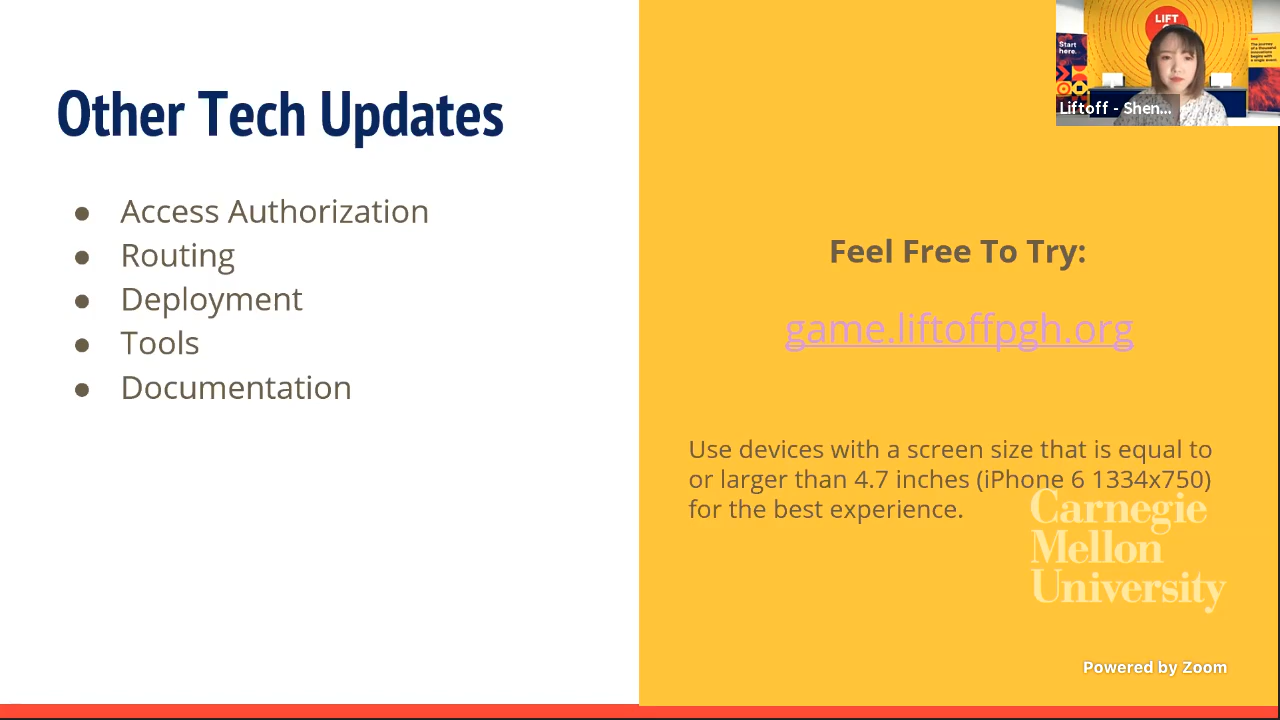 Other Tech Updates
● Access Authorization
● Routing
● Deployment
● Tools
● Documentation
LIFT
Start
here.
Liftoff - Shen...
Feel Free To Try:
game.liftoffpgh.org
Use devices with a screen size that is equal to
or larger than 4.7 inches (iPhone 6 1334x750)
for the best experience.
Carnegie
Mellon
University
Powered by Zoom